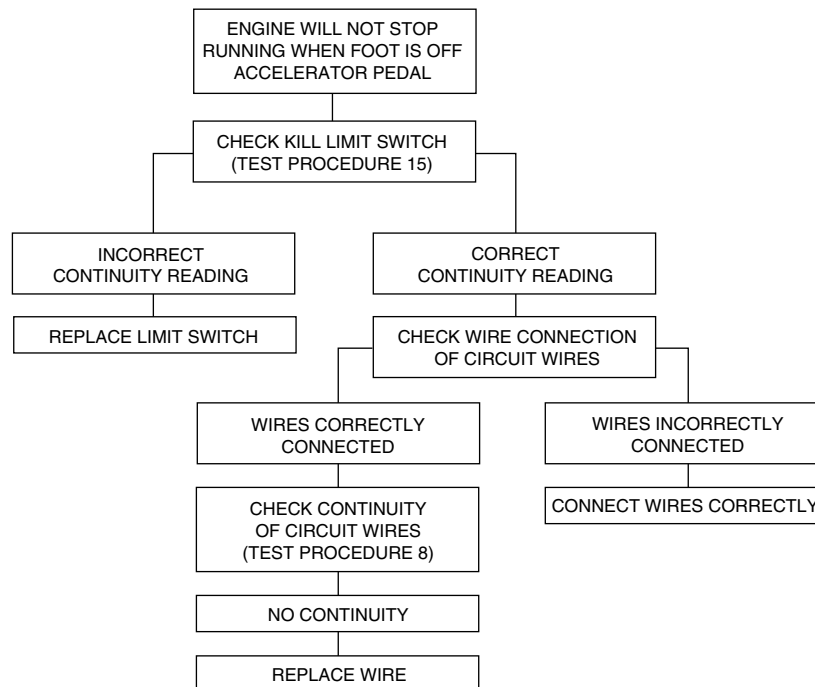 ENGINE WILL NOT STOP
RUNNING WHEN FOOT IS OFF
ACCELERATOR PEDAL
CHECK KILL LIMIT SWITCH
(TEST PROCEDURE 15)
INCORRECT
CONTINUITY READING
CORRECT
CONTINUITY READING
REPLACE LIMIT SWITCH
CHECK WIRE CONNECTION
OF CIRCUIT WIRES
WIRES CORRECTLY
CONNECTED
WIRES INCORRECTLY
CONNECTED
CHECK CONTINUITY
OF CIRCUIT WIRES
(TEST PROCEDURE 8)
CONNECT WIRES CORRECTLY
NO CONTINUITY
REPLACE WIRE